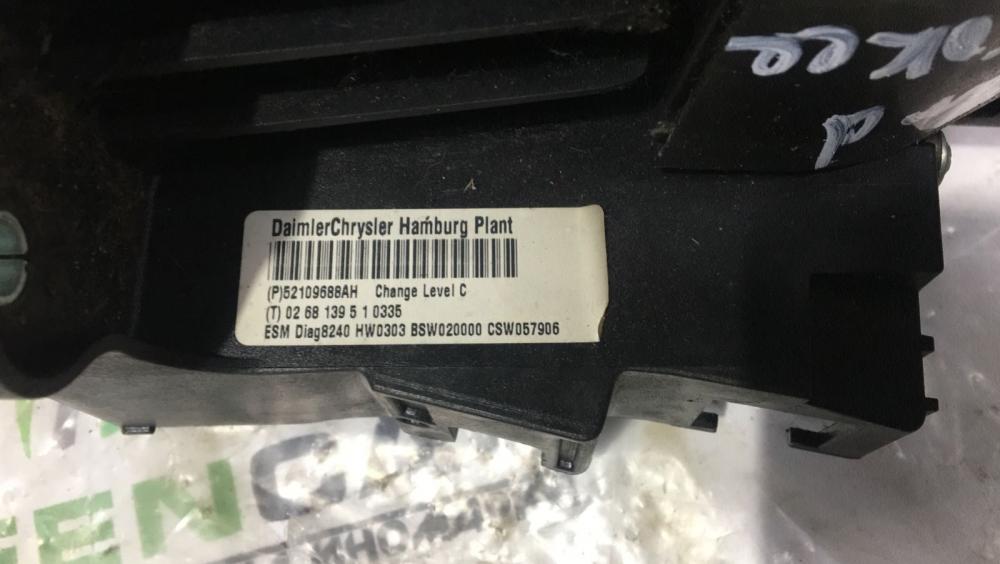 DaimlerChrysler Hamburg Plant
(P)52109688AH Change Level C
(T) 02 68 139 5 1 0335
ESM Diag8240 HW0303 BSW020000 CSW057906